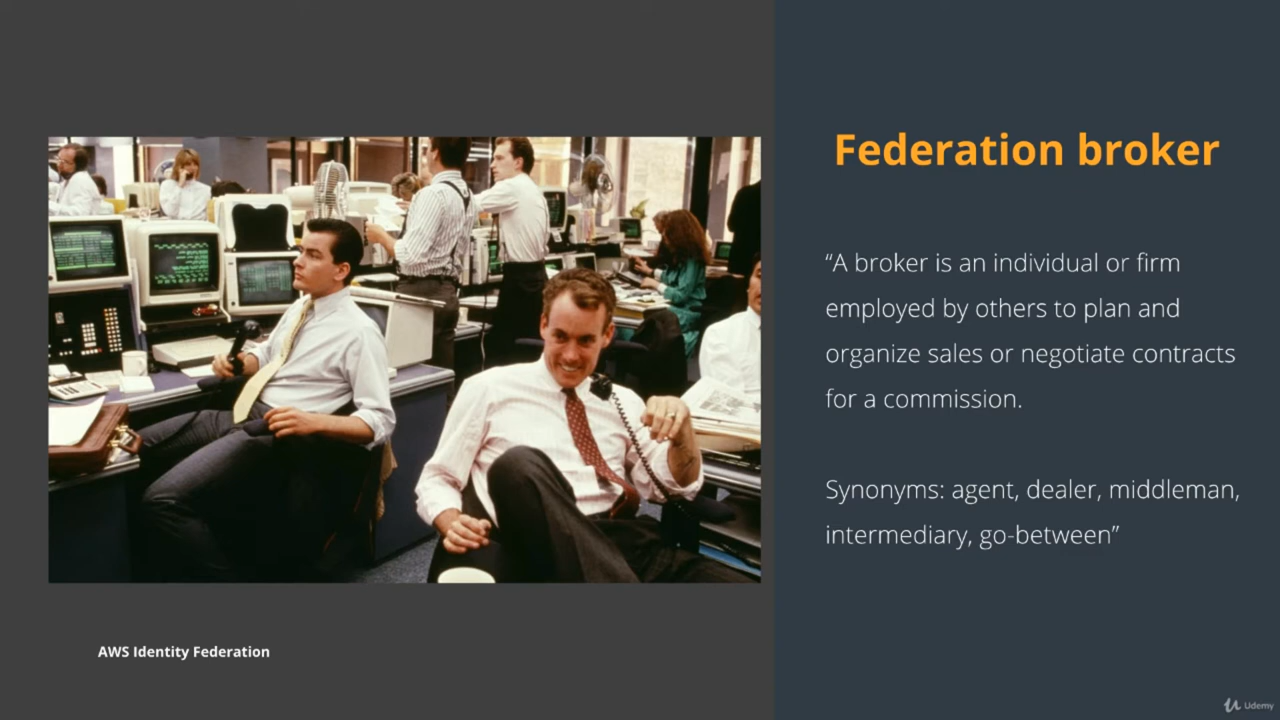 Federation broker
“A broker is an individual or firm
employed by others to plan and
organize sales or negotiate contracts
for a commission.
Synonyms: agent, dealer, middleman,
intermediary, go-between”
AWS Identity Federation
Udemy